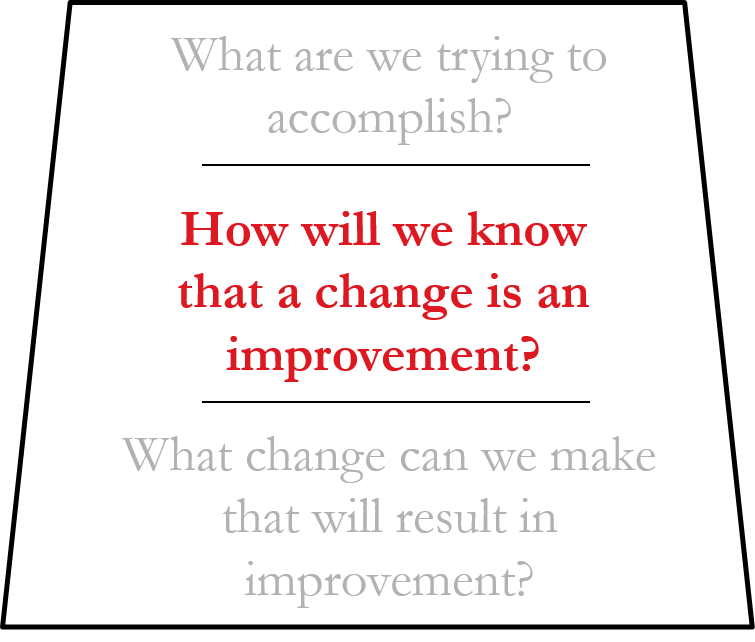 What are we trying to
accomplish?
How will we know
that a change is an
improvement?
What change can we make
that will result in
improvement?